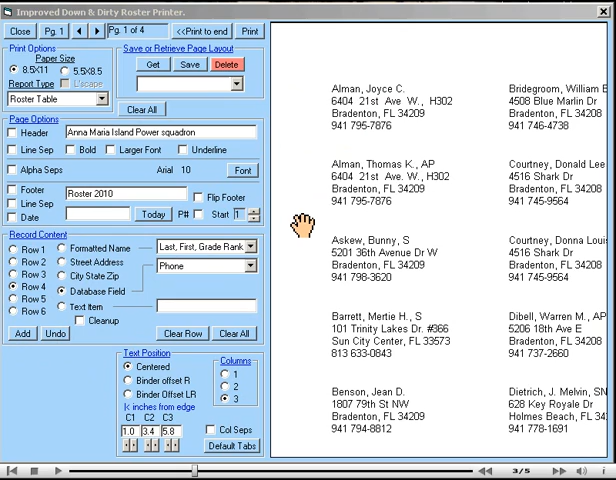 Improved Down & Dirty Roster Printer.
Close Pg. 1 Pg. 1 of 4 <<Print to end Print
Print Options
Paper Size
8.5X11 5.5X8.5
Report Type L'scape
Roster Table
Save or Retrieve Page Layout
Get Save Delete
Clear All
Page Options
Header Anna Maria Island Power squadron
Line Sep Bold Larger Font Underline
Alpha Seps Arial 10 Font
Footer Roster 2010 Flip Footer
Line Sep
Date Today P# Start 1
Record Content
Row 1 Formatted Name Last, First, Grade Rank
Row 2 Street Address Phone
Row 3 City State Zip
Row 4 Database Field
Row 5 Text Item
Row 6 Cleanup
Add Undo Clear Row Clear All
Text Position
Centered
Binder offset R
Binder Offset LR
Columns
1
2
3
|< inches from edge
C1 C2 C3
1.0 3.4 5.8
Col Seps
Default Tabs
Alman, Joyce C.
6404 21st Ave W., H302
Bradenton, FL 34209
941 795-7876
Bridegroom, William E
4508 Blue Marlin Dr
Bradenton, FL 34209
941 746-4738
Alman, Thomas K., AP
6404 21st Ave W., H302
Bradenton, FL 34209
941 795-7876
Courtney, Donald Lee
4516 Shark Dr
Bradenton, FL 34209
941 745-9564
Askew, Bunny, S
5201 36th Avenue Dr W
Bradenton, FL 34209
941 798-3620
Courtney, Donna Louis
4516 Shark Dr
Bradenton, FL 34209
941 745-9564
Barrett, Mertie H., S
101 Trinity Lakes Dr. #366
Sun City Center, FL 33573
813 633-0843
Dibell, Warren M., AP
5206 18th Ave E
Bradenton, FL 34209
941 737-2660
Benson, Jean D.
1807 79th St NW
Bradenton, FL 34209
941 794-8812
Dietrich, J. Melvin, SN
628 Key Royale Dr
Holmes Beach, FL 34
941 778-1691
3/5